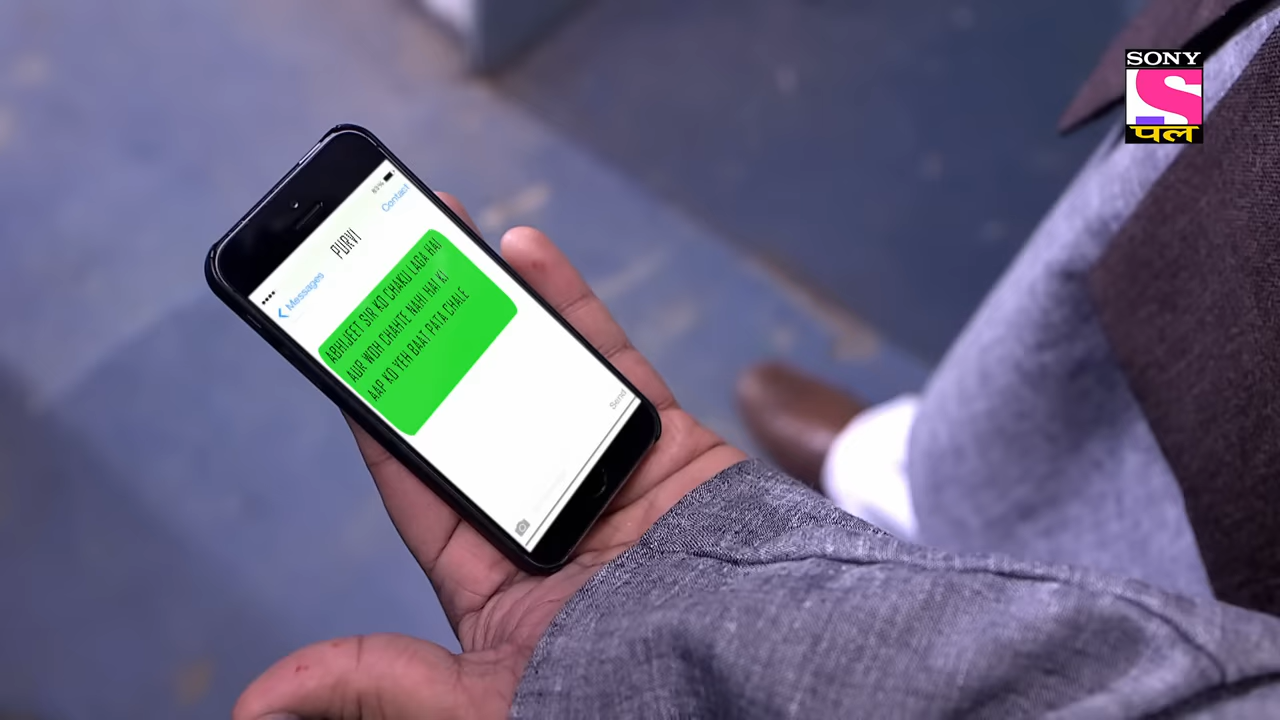 SONY
S
पल
83%
Contact
PURVI
Messages
ABHIJEET SIR KO CHAKU LAGA HAI
AUR WOH CHAHTE NAHI HAI KI
AAP KO YEH BAAT PATA CHALE
Send